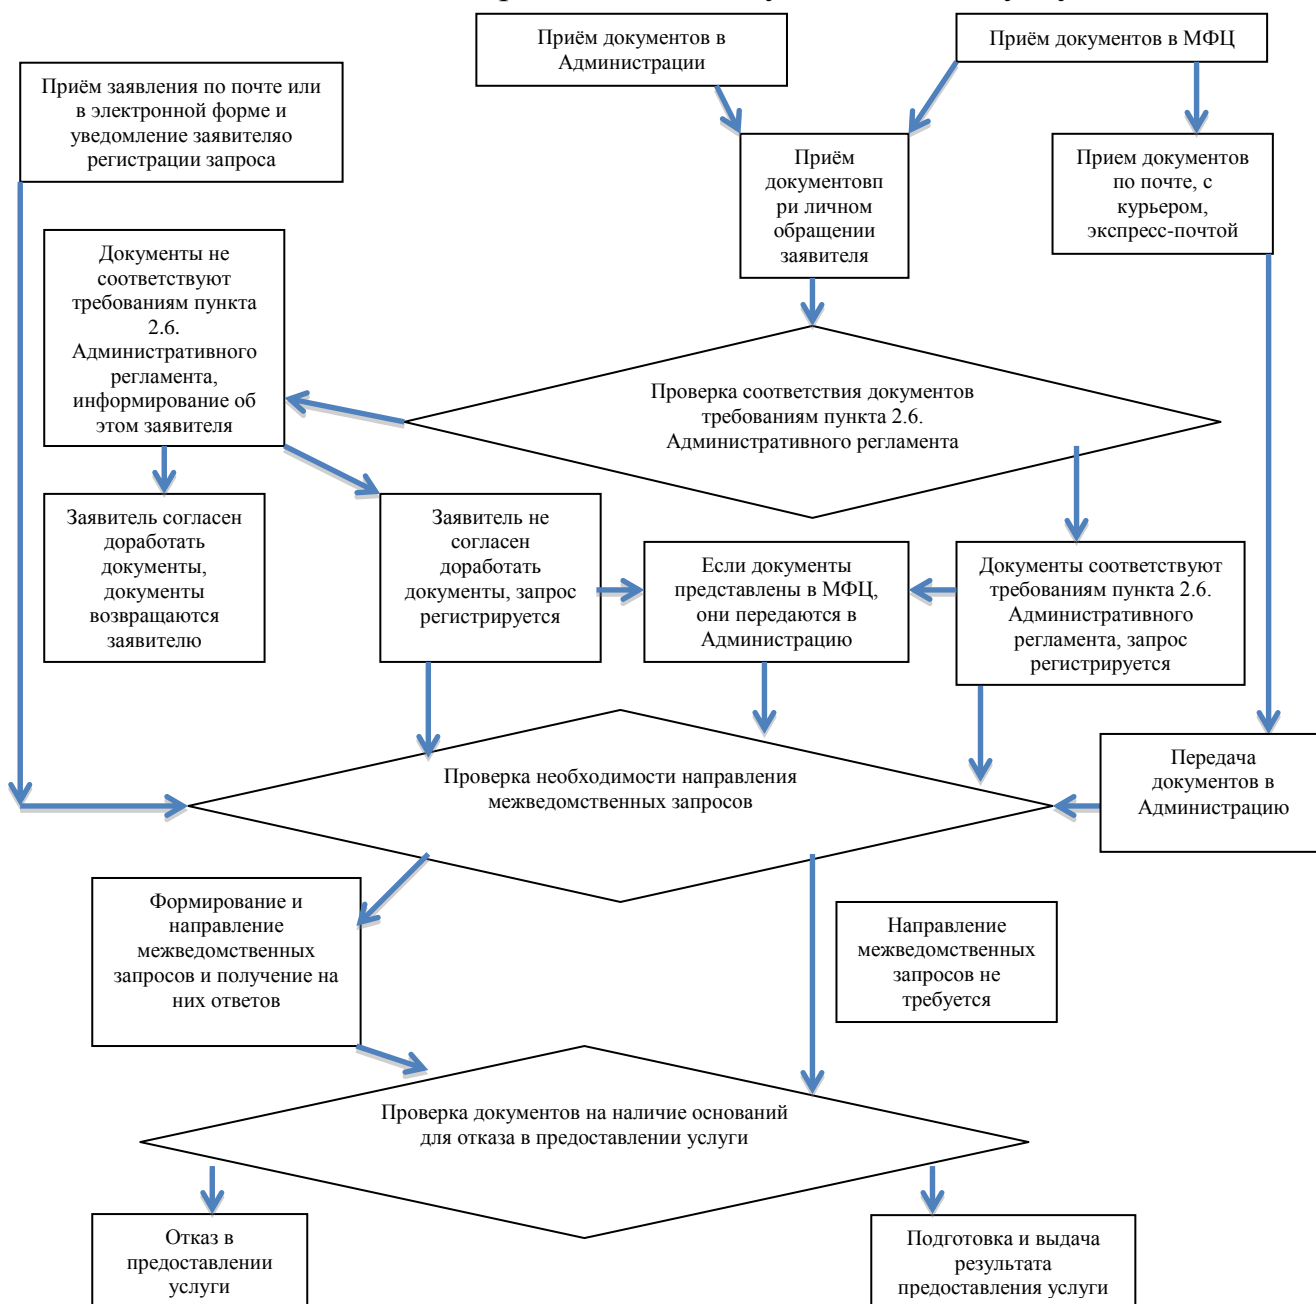 Приём документов в
Администрации
Приём документов в МФЦ
Приём заявления по почте или
в электронной форме и
уведомление заявителяо
регистрации запроса
Приём
документовп
ри личном
обращении
заявителя
Прием документов
по почте, с
курьером,
экспресс-почтой
Документы не
соответствуют
требованиям пункта
2.6.
Административного
регламента,
информирование об
этом заявителя
Проверка соответствия документов
требованиям пункта 2.6.
Административного регламента
Заявитель согласен
доработать
документы,
документы
возвращаются
заявителю
Заявитель не
согласен
доработать
документы, запрос
регистрируется
Если документы
представлены в МФЦ,
они передаются в
Администрацию
Документы соответствуют
требованиям пункта 2.6.
Административного
регламента, запрос
регистрируется
Проверка необходимости направления
межведомственных запросов
Передача
документов в
Администрацию
Формирование и
направление
межведомственных
запросов и получение на
них ответов
Направление
межведомственных
запросов не
требуется
Проверка документов на наличие оснований
для отказа в предоставлении услуги
Отказ в
предоставлении
услуги
Подготовка и выдача
результата
предоставления услуги